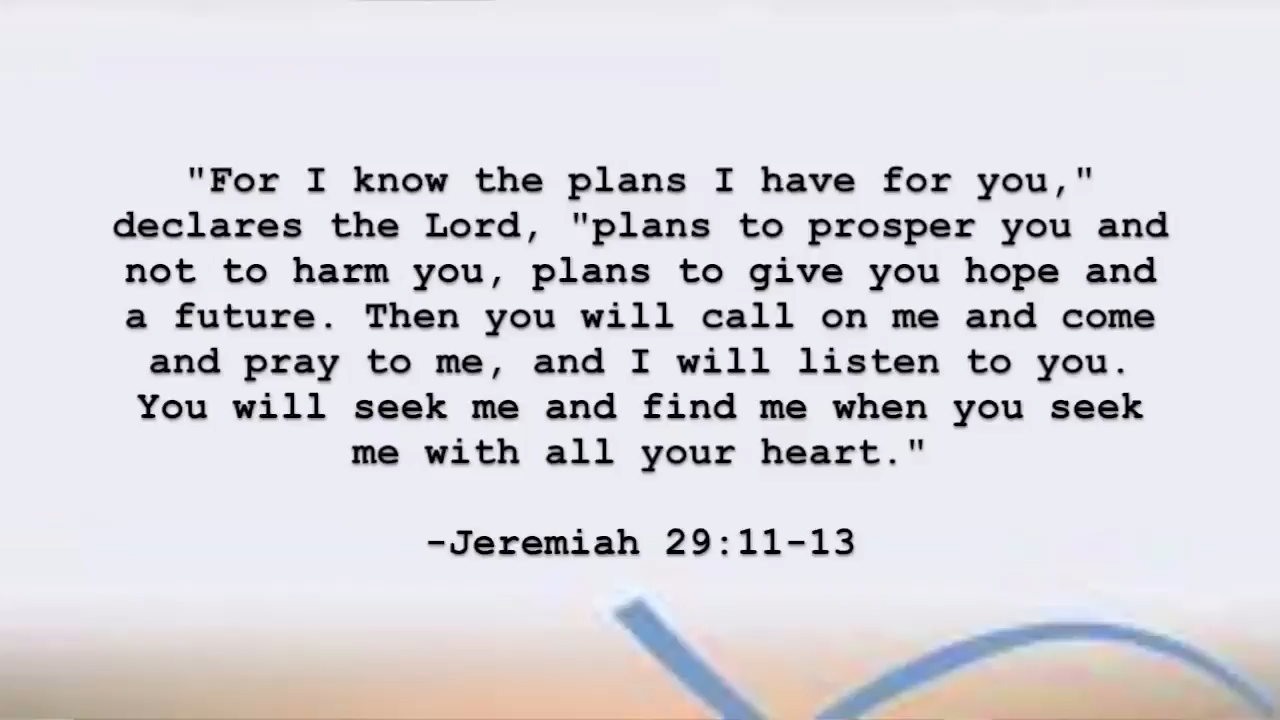 "For I know the plans I have for you,"
declares the Lord, "plans to prosper you and
not to harm you, plans to give you hope and
a future. Then you will call on me and come
and pray to me, and I will listen to you.
You will seek me and find me when you seek
me with all your heart."
-Jeremiah 29:11-13